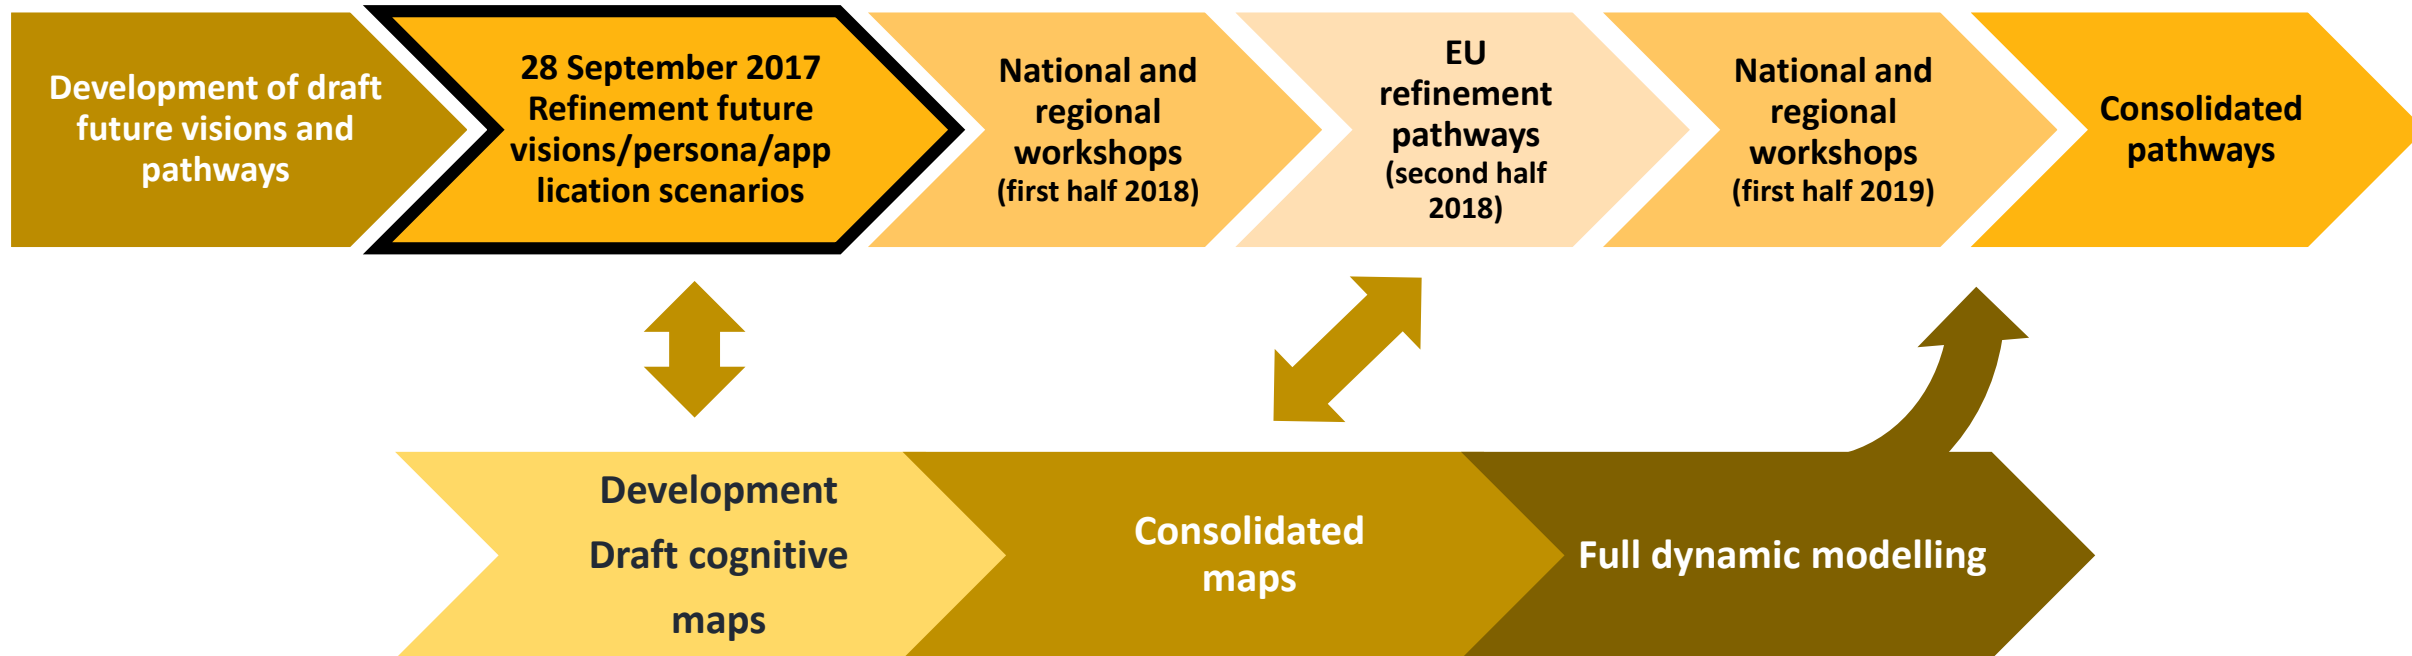 Development of draft
future visions and
pathways
28 September 2017
Refinement future
visions/persona/app
lication scenarios
National and
regional
workshops
(first half 2018)
EU
refinement
pathways
(second half
2018)
National and
regional
workshops
(first half 2019)
Consolidated
pathways
Development
Draft cognitive
maps
Consolidated
maps
Full dynamic modelling